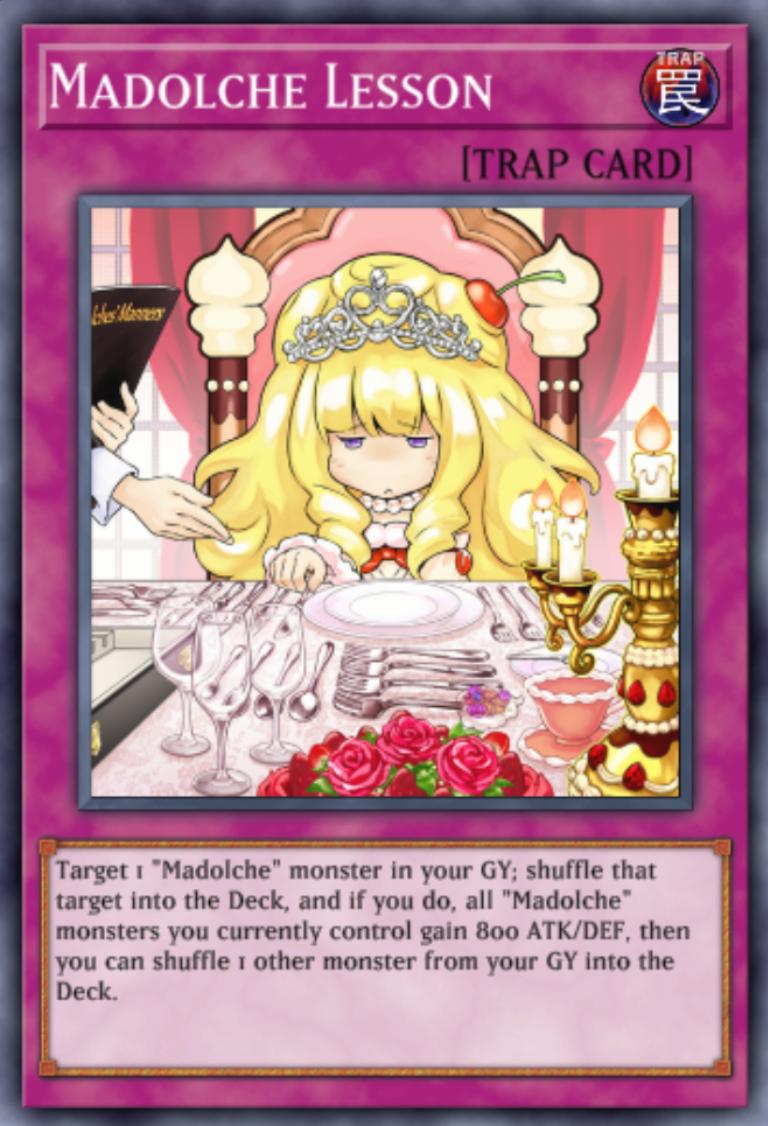 MADOLCHE LESSON
TRAP
罠
[TRAP CARD]
lches' Manners
Target 1 "Madolche" monster in your GY; shuffle that
target into the Deck, and if you do, all "Madolche"
monsters you currently control gain 800 ATK/DEF, then
you can shuffle 1 other monster from your GY into the
Deck.